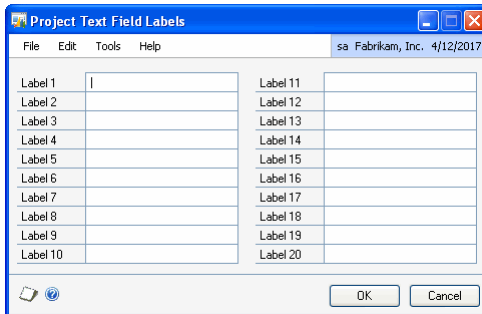 Project Text Field Labels
File Edit Tools Help sa Fabrikam, Inc. 4/12/2017
Label 1 Label 11
Label 2 Label 12
Label 3 Label 13
Label 4 Label 14
Label 5 Label 15
Label 6 Label 16
Label 7 Label 17
Label 8 Label 18
Label 9 Label 19
Label 10 Label 20
OK Cancel